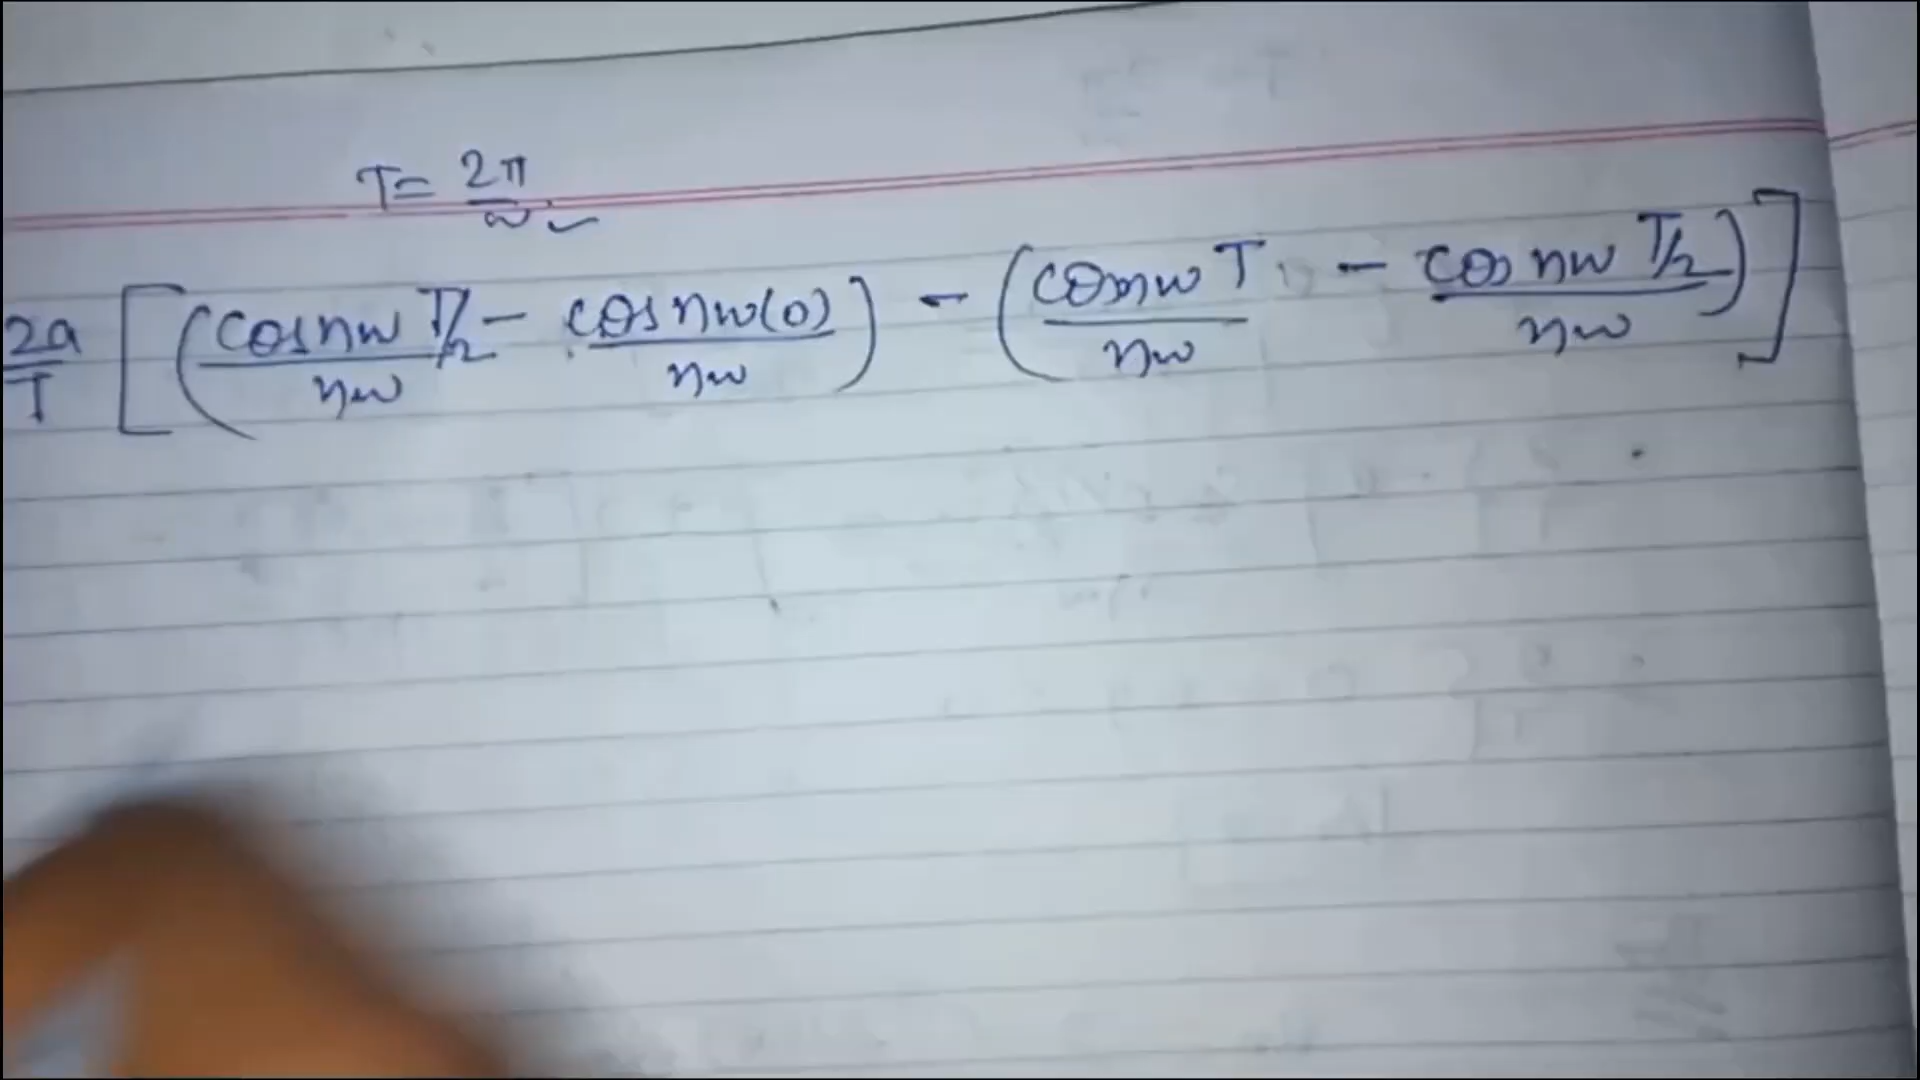 T = 2π/ω
2a/T [ ( cos nω T/2 / nω - cos nω(0) / nω ) - ( cos nω T / nω - cos nω T/2 / nω ) ]